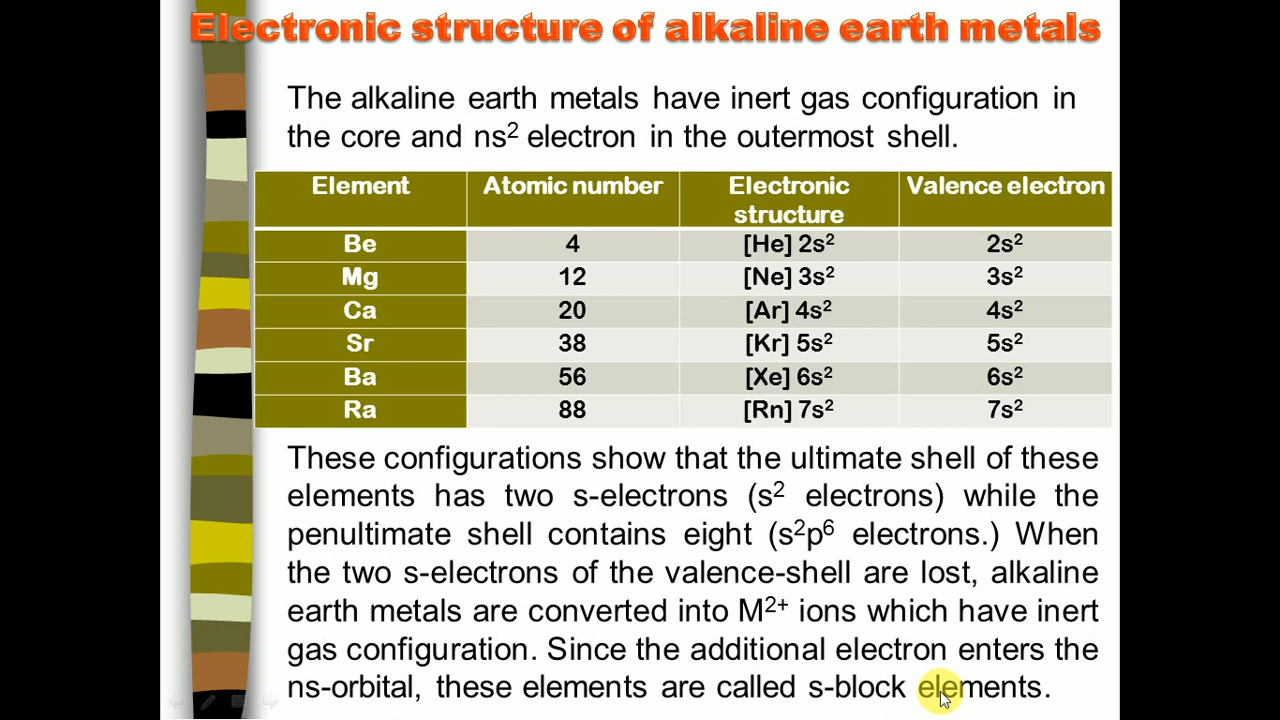 Electronic structure of alkaline earth metals
The alkaline earth metals have inert gas configuration in
the core and ns² electron in the outermost shell.
Element Atomic number Electronic structure Valence electron
Be 4 [He] 2s² 2s²
Mg 12 [Ne] 3s² 3s²
Ca 20 [Ar] 4s² 4s²
Sr 38 [Kr] 5s² 5s²
Ba 56 [Xe] 6s² 6s²
Ra 88 [Rn] 7s² 7s²
These configurations show that the ultimate shell of these
elements has two s-electrons (s² electrons) while the
penultimate shell contains eight (s²p⁶ electrons.) When
the two s-electrons of the valence-shell are lost, alkaline
earth metals are converted into M²⁺ ions which have inert
gas configuration. Since the additional electron enters the
ns-orbital, these elements are called s-block elements.